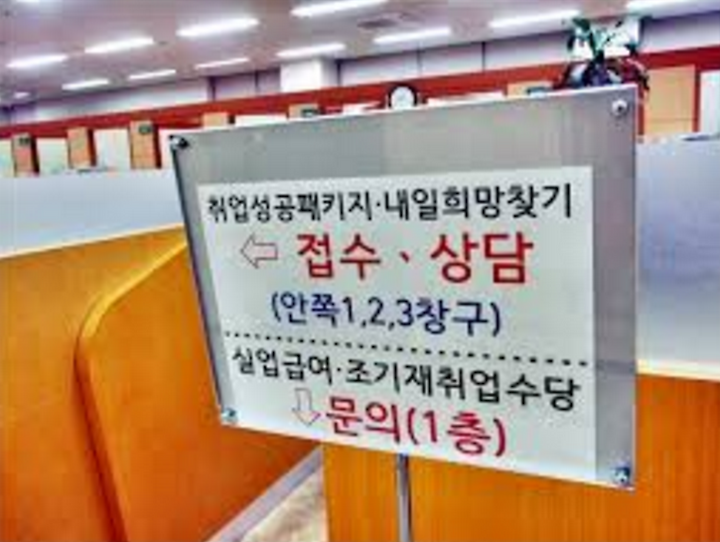 취업성공패키지·내일희망찾기
← 접수、상담
(안쪽1,2,3창구)
실업급여·조기재취업수당
↓문의(1층)